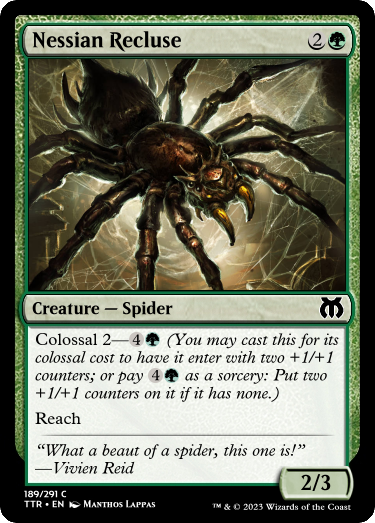 Nessian Recluse 2
Creature — Spider
Colossal 2—4 (You may cast this for its
colossal cost to have it enter with two +1/+1
counters; or pay 4 as a sorcery: Put two
+1/+1 counters on it if it has none.)
Reach
“What a beaut of a spider, this one is!”
—Vivien Reid
2/3
189/291 C
TTR • EN Manthos Lappas
™ & © 2023 Wizards of the Coast